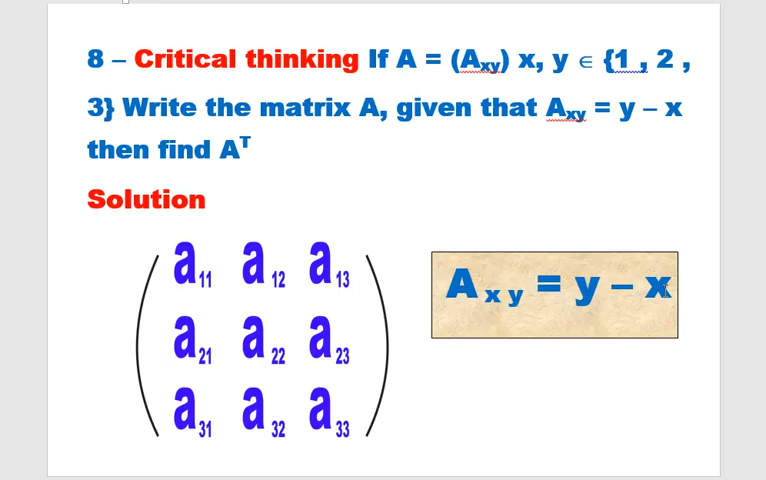 8 – Critical thinking If A = (Axy) x, y ∈ {1 , 2 ,
3} Write the matrix A, given that Axy = y – x
then find Aᵀ
Solution
a11 a12 a13
a21 a22 a23
a31 a32 a33
A x y = y – x